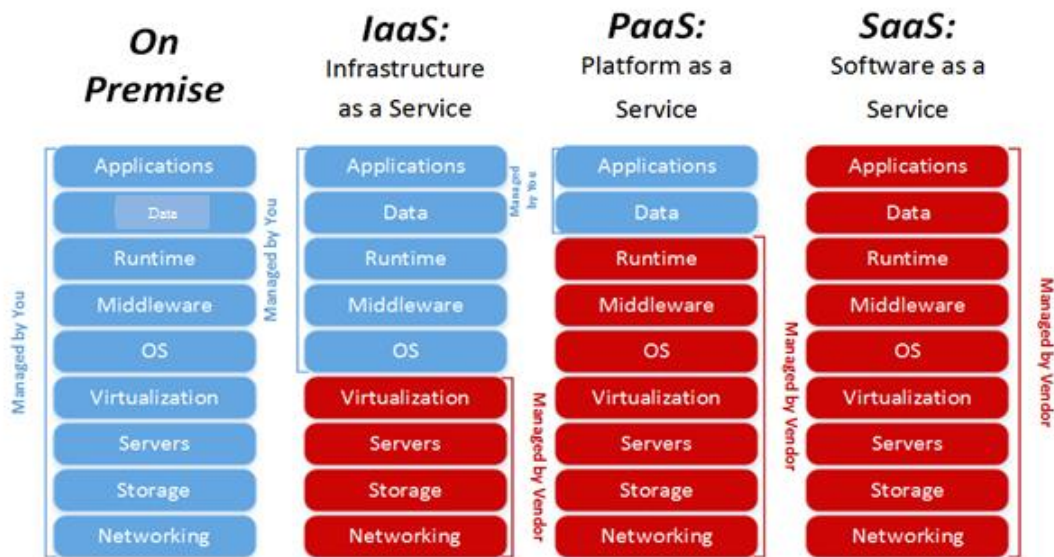 On
Premise
Applications
Data
Runtime
Middleware
OS
Virtualization
Servers
Storage
Networking
Managed by You
IaaS:
Infrastructure
as a Service
Applications
Data
Runtime
Middleware
OS
Virtualization
Servers
Storage
Networking
Managed by You
Managed by Vendor
PaaS:
Platform as a
Service
Applications
Data
Runtime
Middleware
OS
Virtualization
Servers
Storage
Networking
Managed
by You
Managed by Vendor
SaaS:
Software as a
Service
Applications
Data
Runtime
Middleware
OS
Virtualization
Servers
Storage
Networking
Managed by Vendor